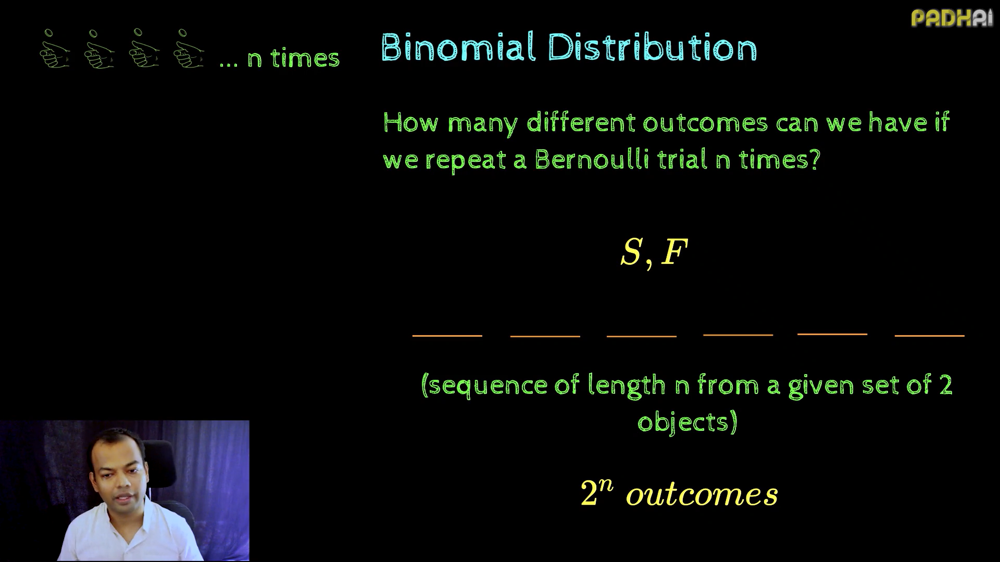 PADHAI
... n times
Binomial Distribution
How many different outcomes can we have if
we repeat a Bernoulli trial n times?
S, F
(sequence of length n from a given set of 2
objects)
2ⁿ outcomes